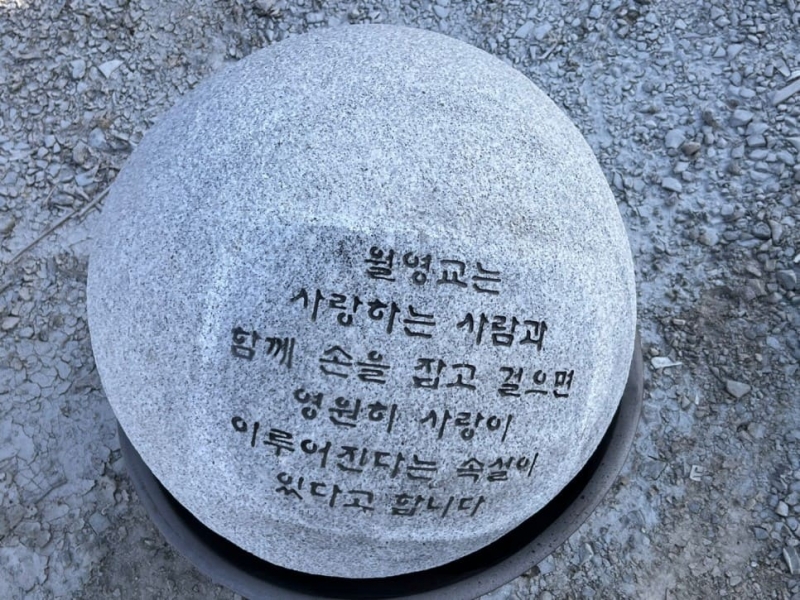 월영교는
사랑하는 사람과
함께 손을 잡고 걸으면
영원히 사랑이
이루어진다는 속설이
있다고 합니다